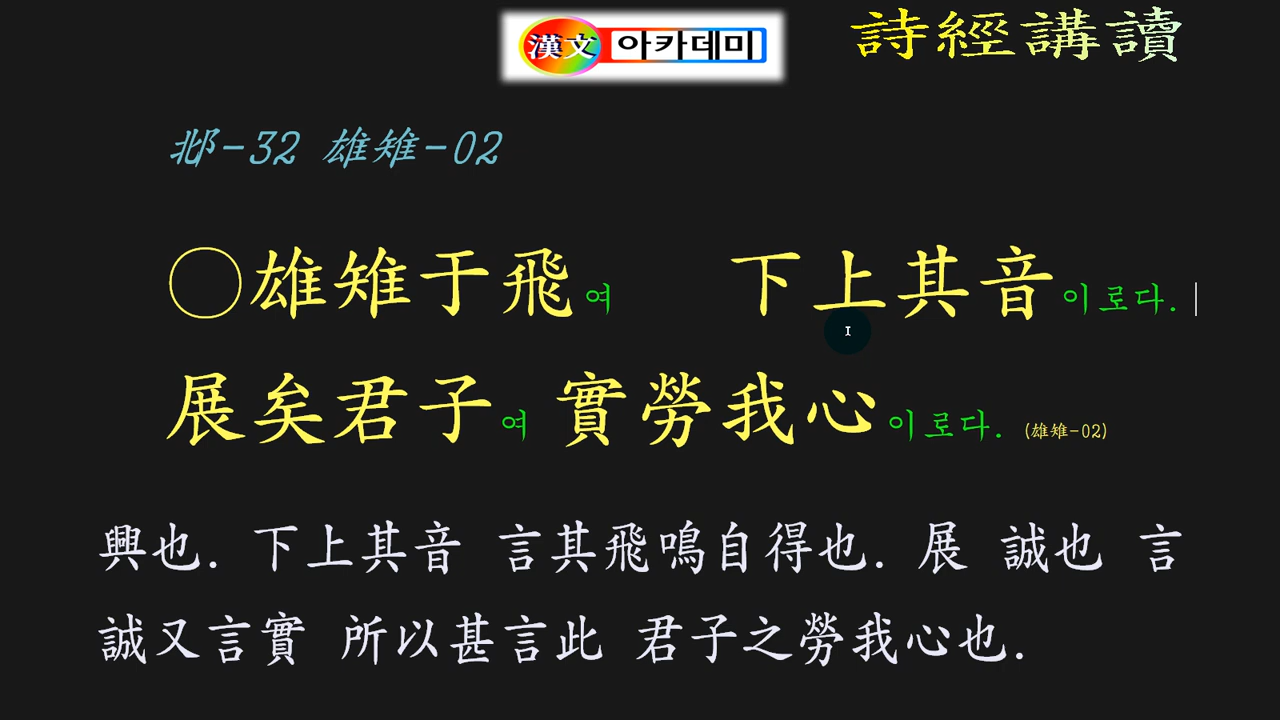 漢文 아카데미
詩經講讀
邶-32 雄雉-02
◯雄雉于飛여 下上其音이로다.
展矣君子여 實勞我心이로다. (雄雉-02)
興也. 下上其音 言其飛鳴自得也. 展 誠也 言
誠又言實 所以甚言此 君子之勞我心也.